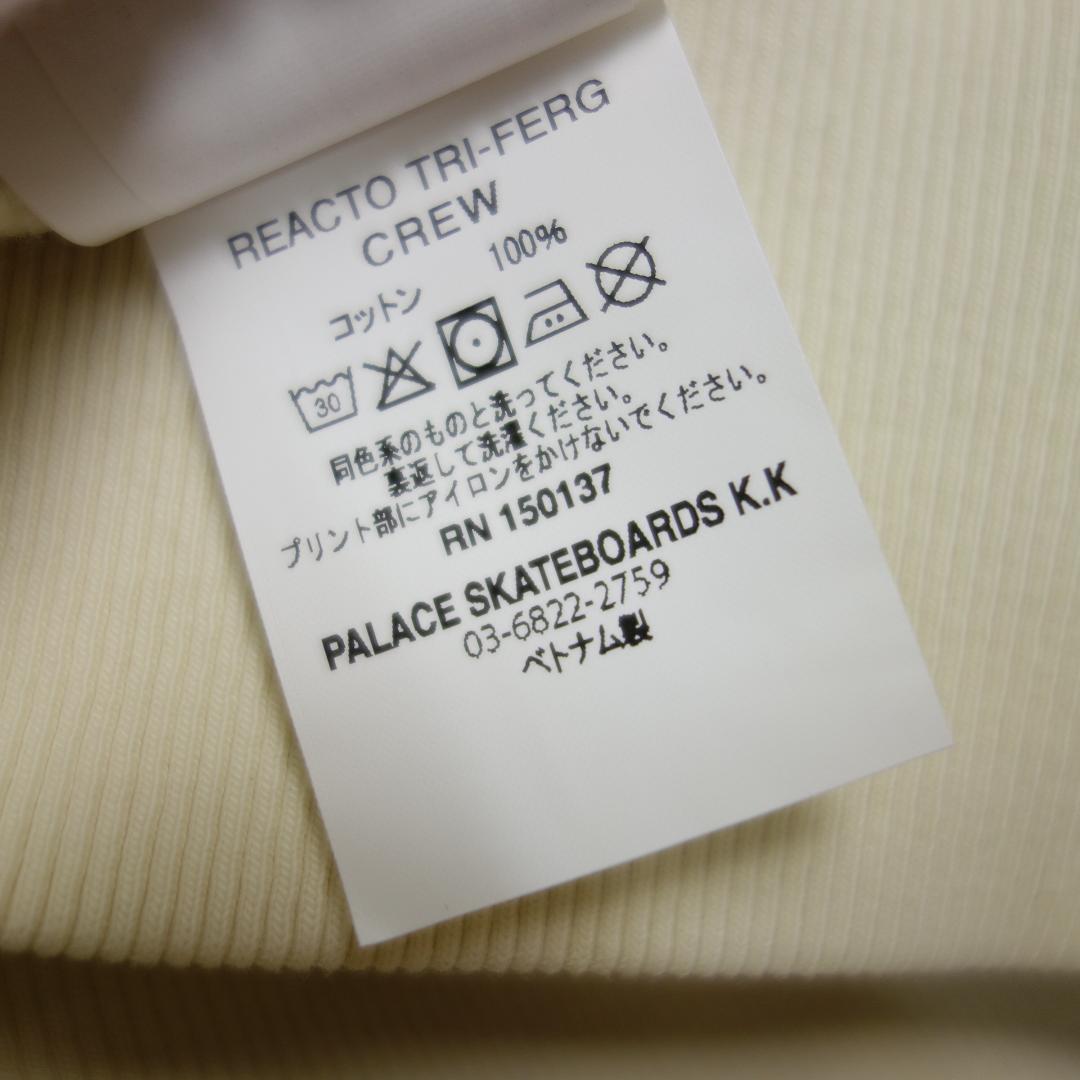 REACTO TRI-FERG
CREW
コットン 100%
30
同色系のものと洗ってください。
裏返して洗濯ください。
プリント部にアイロンをかけないでください。
RN 150137
PALACE SKATEBOARDS K.K
03-6822-2759
ベトナム製